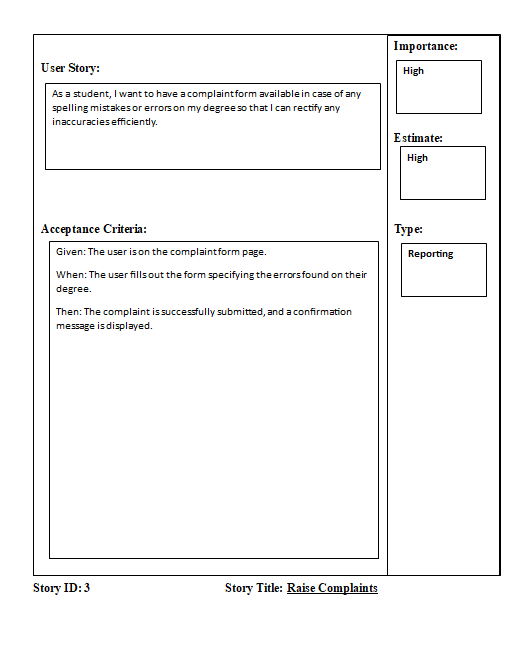 User Story:
As a student, I want to have a complaint form available in case of any
spelling mistakes or errors on my degree so that I can rectify any
inaccuracies efficiently.
Acceptance Criteria:
Given: The user is on the complaint form page.
When: The user fills out the form specifying the errors found on their
degree.
Then: The complaint is successfully submitted, and a confirmation
message is displayed.
Importance:
High
Estimate:
High
Type:
Reporting
Story ID: 3
Story Title: Raise Complaints